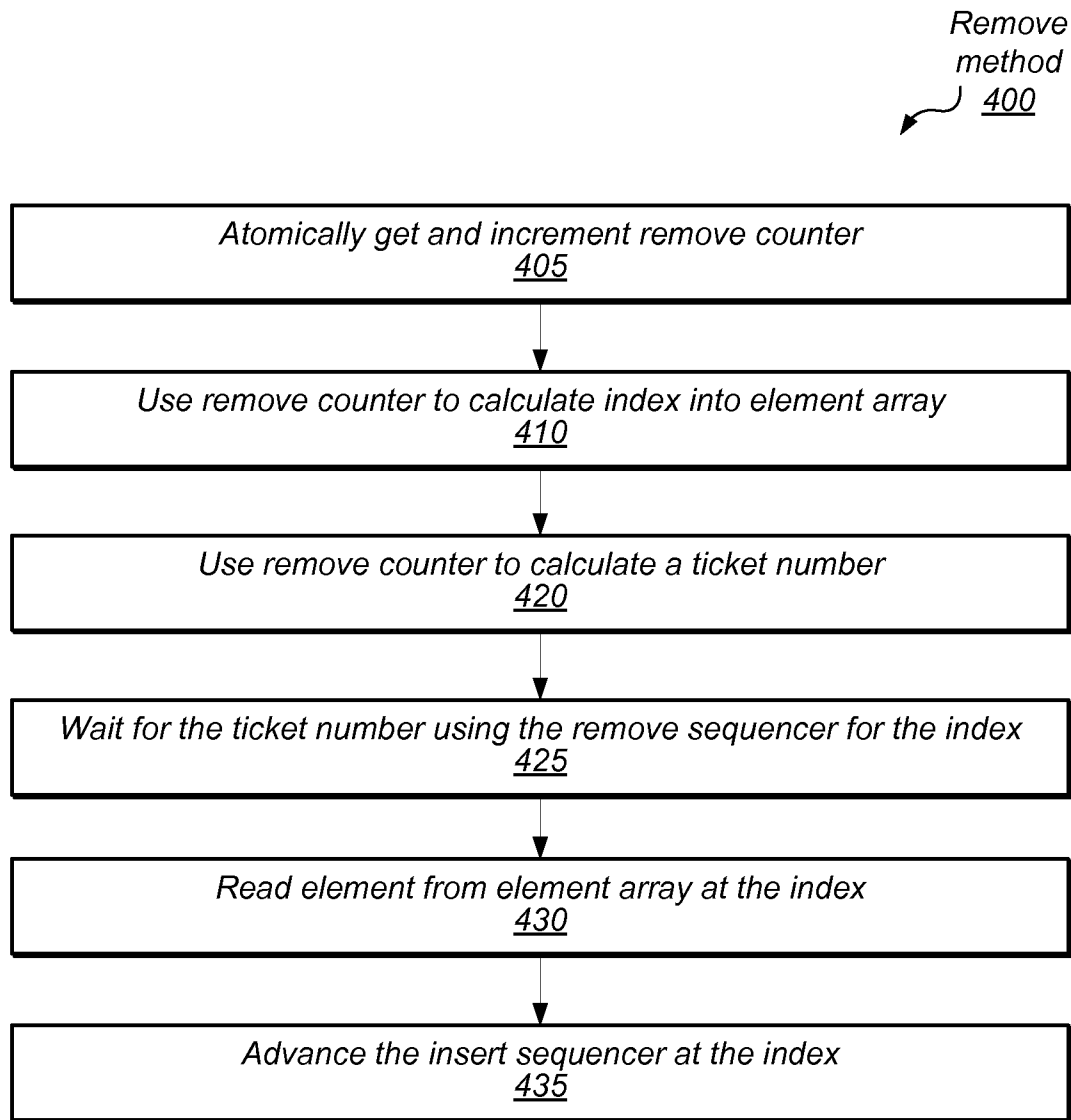 Remove
method
400
Atomically get and increment remove counter
405
Use remove counter to calculate index into element array
410
Use remove counter to calculate a ticket number
420
Wait for the ticket number using the remove sequencer for the index
425
Read element from element array at the index
430
Advance the insert sequencer at the index
435